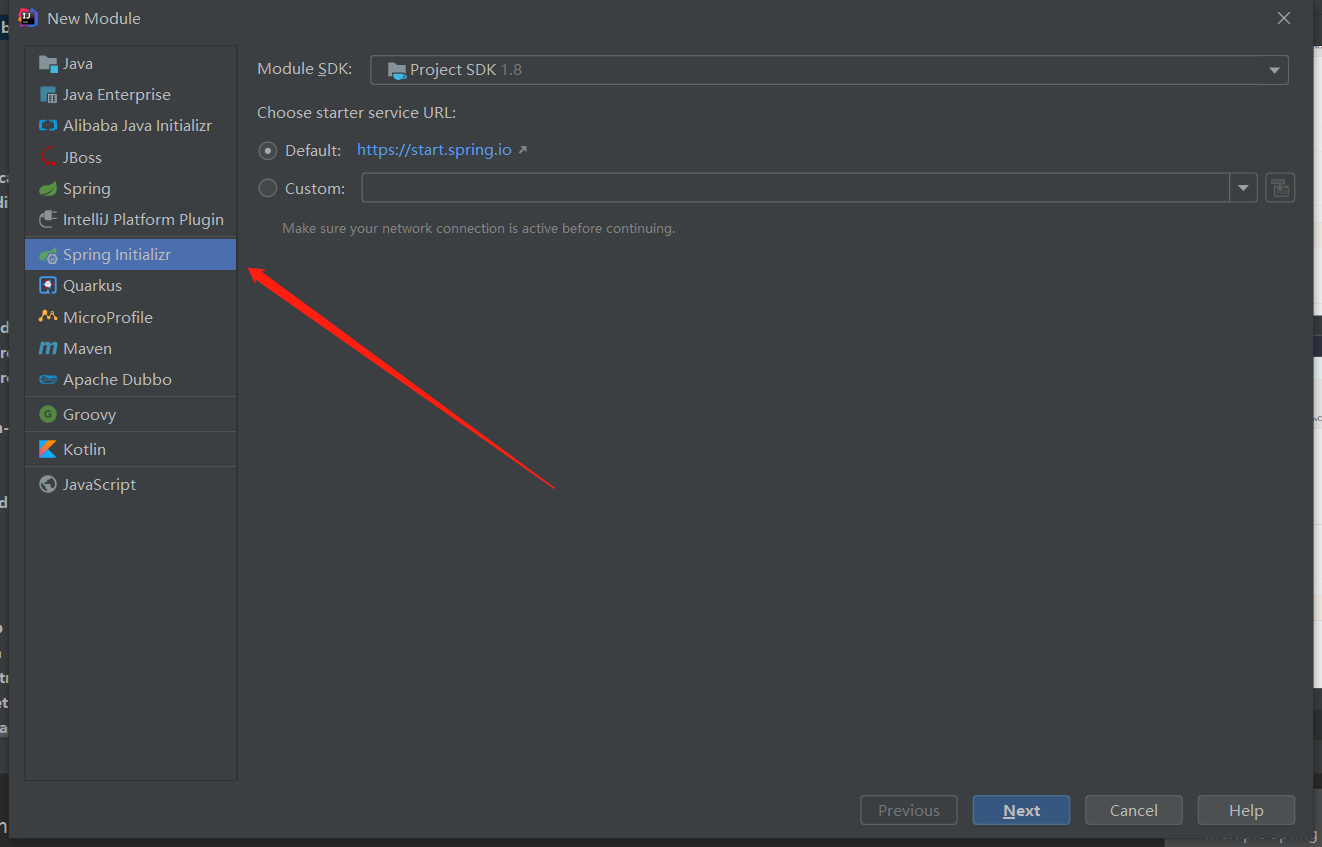 New Module
Java
Java Enterprise
Alibaba Java Initializr
JBoss
Spring
IntelliJ Platform Plugin
Spring Initializr
Quarkus
MicroProfile
Maven
Apache Dubbo
Groovy
Kotlin
JavaScript
Module SDK: Project SDK 1.8
Choose starter service URL:
Default: https://start.spring.io
Custom:
Make sure your network connection is active before continuing.
Previous Next Cancel Help